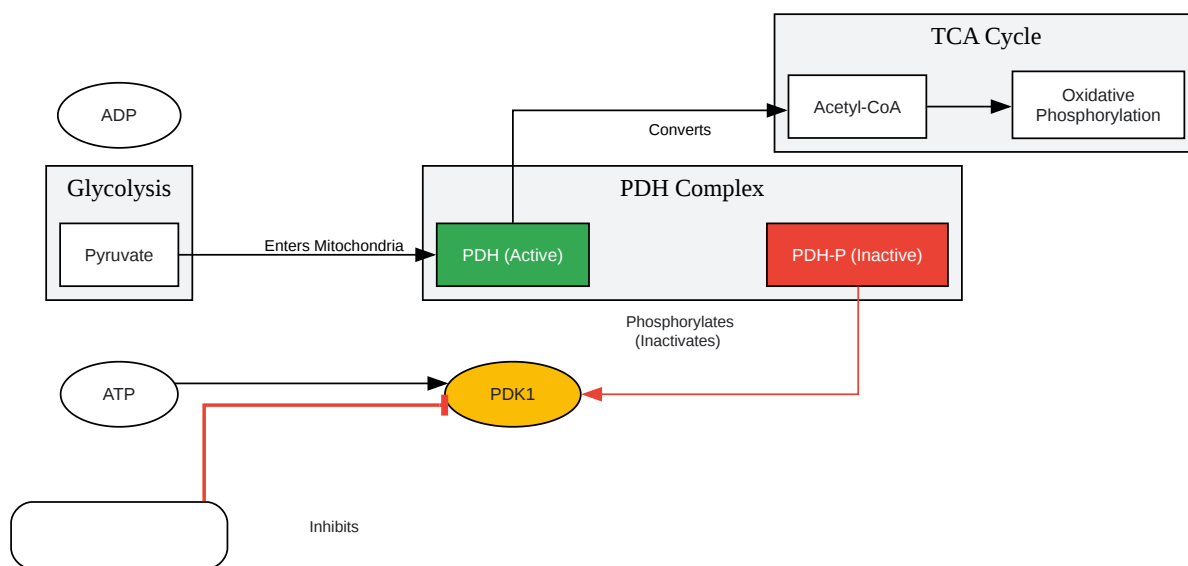 TCA Cycle
Acetyl-CoA
Oxidative
Phosphorylation
ADP
Converts
Glycolysis
PDH Complex
Pyruvate
Enters Mitochondria
PDH (Active)
PDH-P (Inactive)
Phosphorylates
(Inactivates)
ATP
PDK1
Inhibits